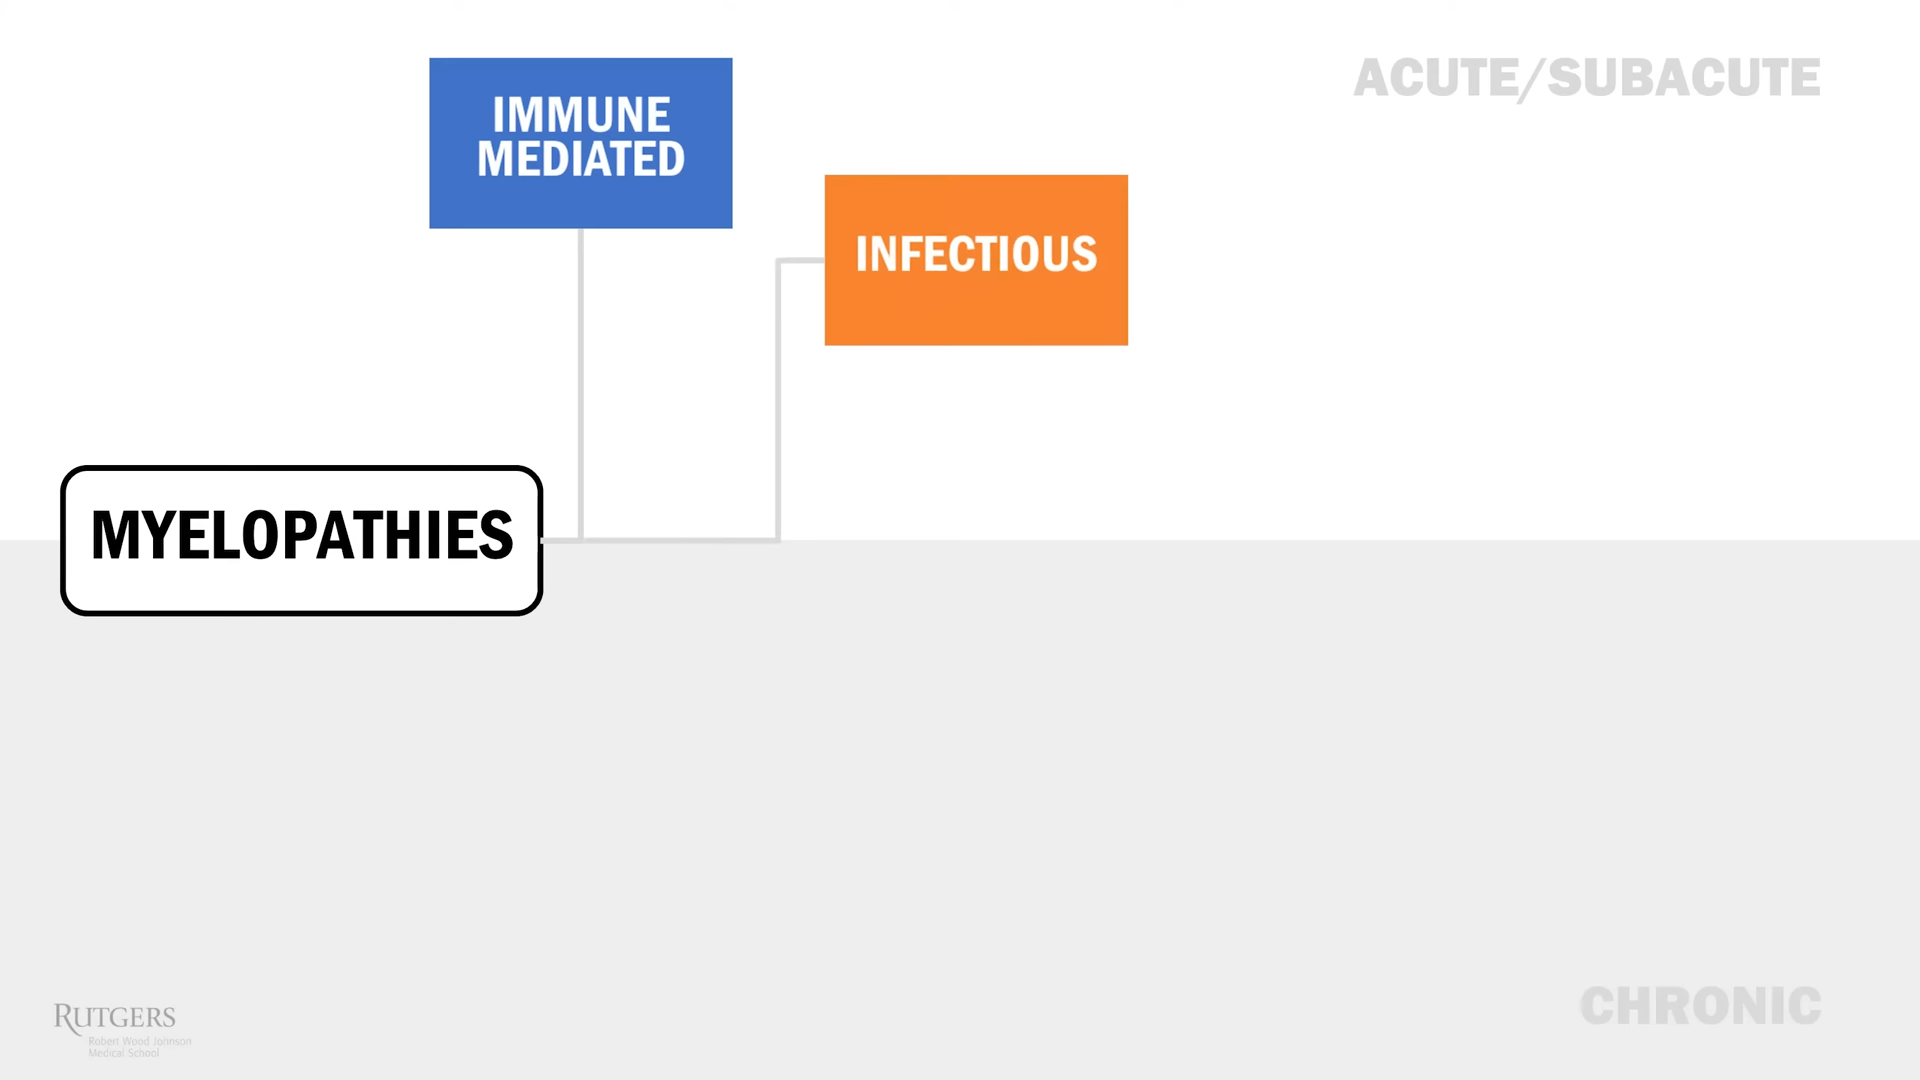 IMMUNE
MEDIATED
ACUTE/SUBACUTE
INFECTIOUS
MYELOPATHIES
CHRONIC
RUTGERS
Robert Wood Johnson
Medical School